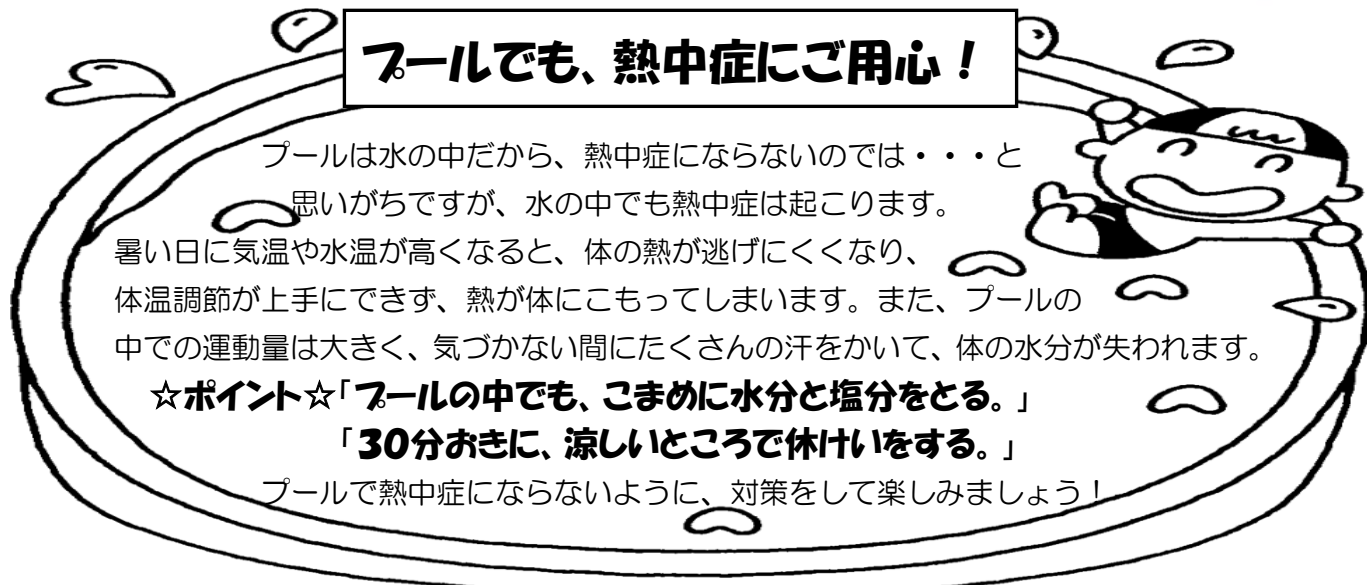 プールでも、熱中症にご用心！
プールは水の中だから、熱中症にならないのでは・・・と
思いがちですが、水の中でも熱中症は起こります。
暑い日に気温や水温が高くなると、体の熱が逃げにくくなり、
体温調節が上手にできず、熱が体にこもってしまいます。また、プールの
中での運動量は大きく、気づかない間にたくさんの汗をかいて、体の水分が失われます。
☆ポイント☆「プールの中でも、こまめに水分と塩分をとる。」
「30分おきに、涼しいところで休けいをする。」
プールで熱中症にならないように、対策をして楽しみましょう！